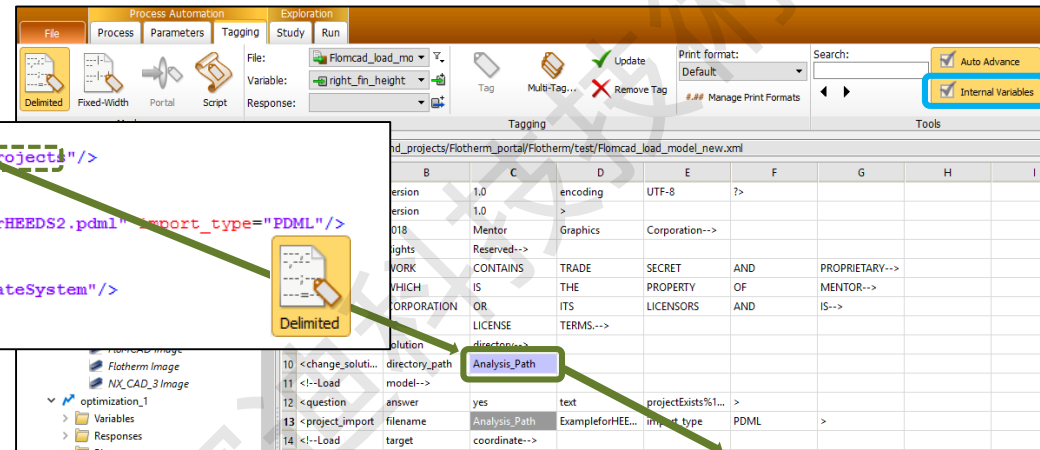 Process Automation Exploration
File Process Parameters Tagging Study Run
Delimited Fixed-Width Portal Script
File: Flomcad_load_mo
Variable: right_fin_height
Response:
Tag Multi-Tag... Update Remove Tag
Print format:
Default
#.## Manage Print Formats
Search:
Auto Advance
Internal Variables
Tagging Tools
nd_projects/Flotherm_portal/Flotherm/test/Flomcad_load_model_new.xml
rojects"/>
rHEEDS2.pdml" import_type="PDML"/>
ateSystem"/>
Delimited
B C D E F G H I
ersion 1.0 encoding UTF-8 ?>
ersion 1.0 >
018 Mentor Graphics Corporation-->
ights Reserved-->
WORK CONTAINS TRADE SECRET AND PROPRIETARY-->
WHICH IS THE PROPERTY OF MENTOR-->
CORPORATION OR ITS LICENSORS AND IS-->
LICENSE TERMS.-->
olution directory-->
10 <change_soluti... directory_path Analysis_Path
11 <!--Load model-->
12 <question answer yes text projectExists%1... >
13 <project_import filename Analysis_Path ExampleforHEE... import_type PDML >
14 <!--Load target coordinate-->
FloMCAD Image
Flotherm Image
NX_CAD_3 Image
optimization_1
Variables
Responses